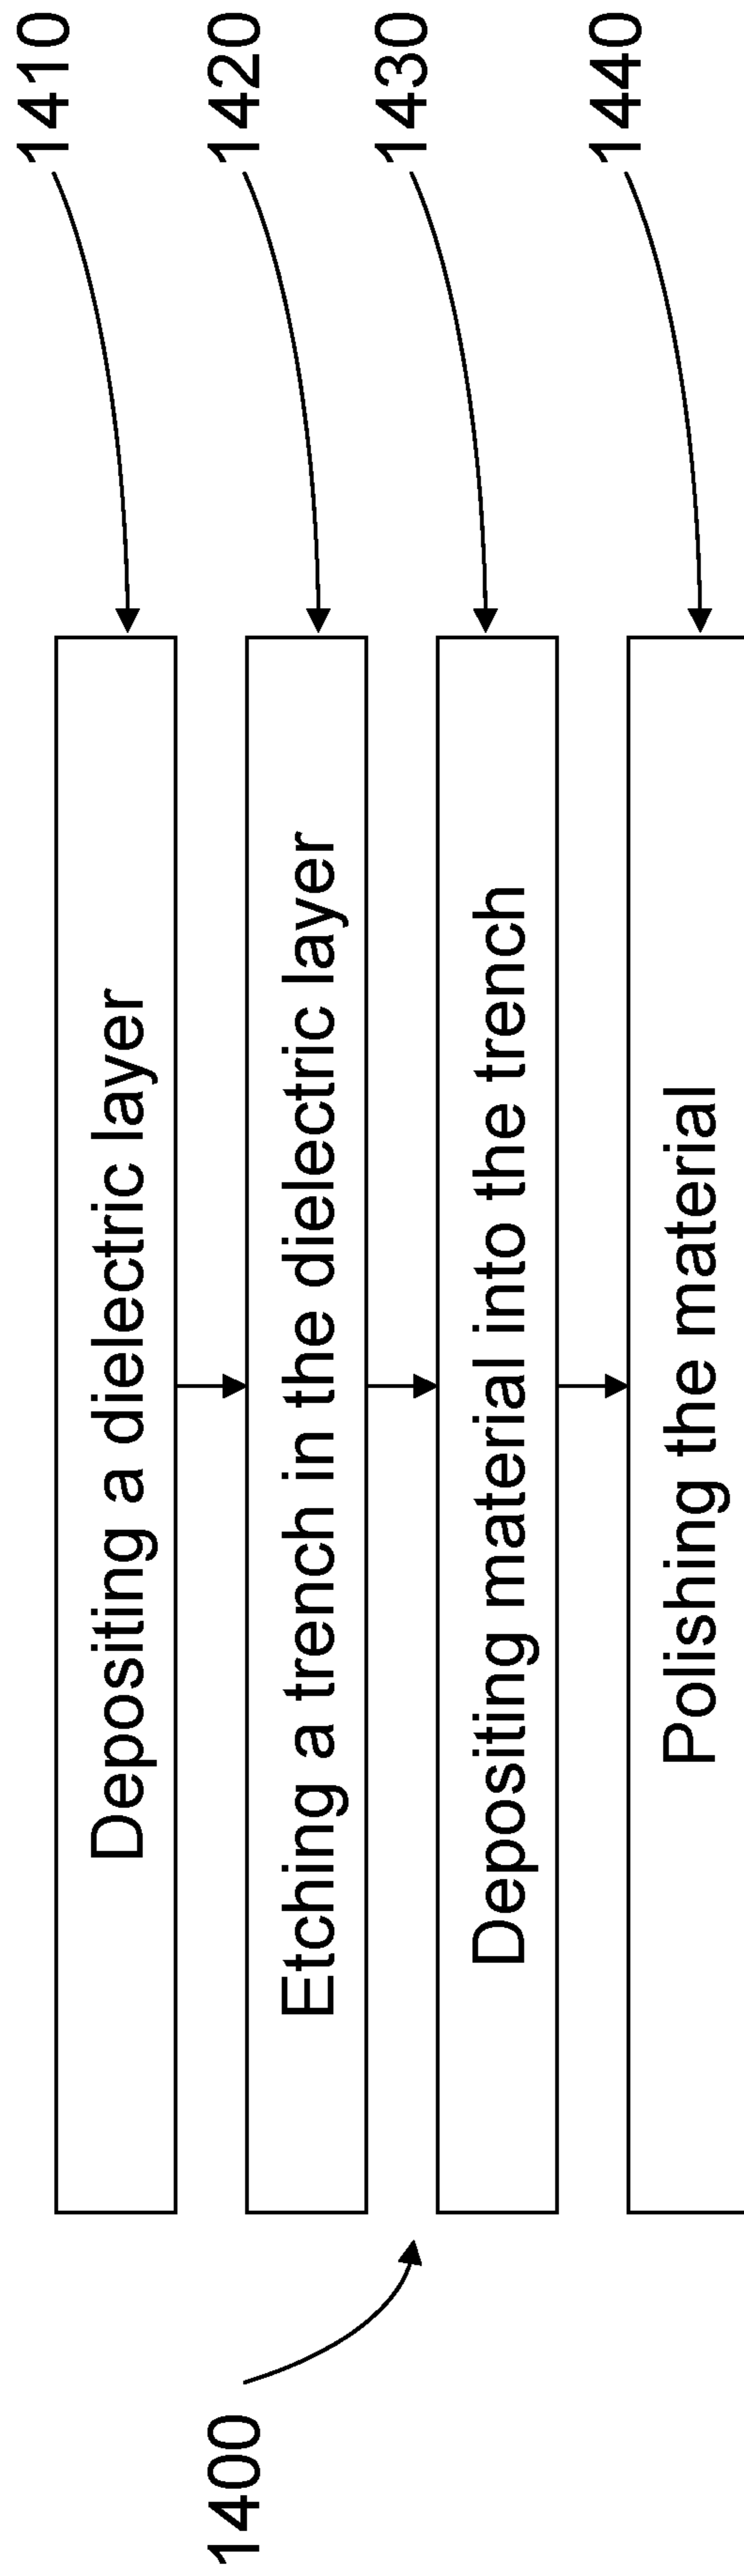 1410
Depositing a dielectric layer
1420
Etching a trench in the dielectric layer
1430
Depositing material into the trench
1440
Polishing the material
1400